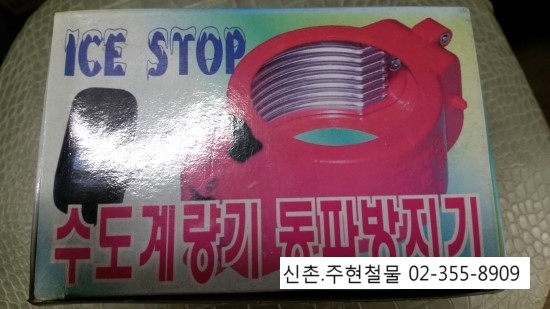 ICE STOP
수도계량기 동파방지기
신촌.주현철물 02-355-8909